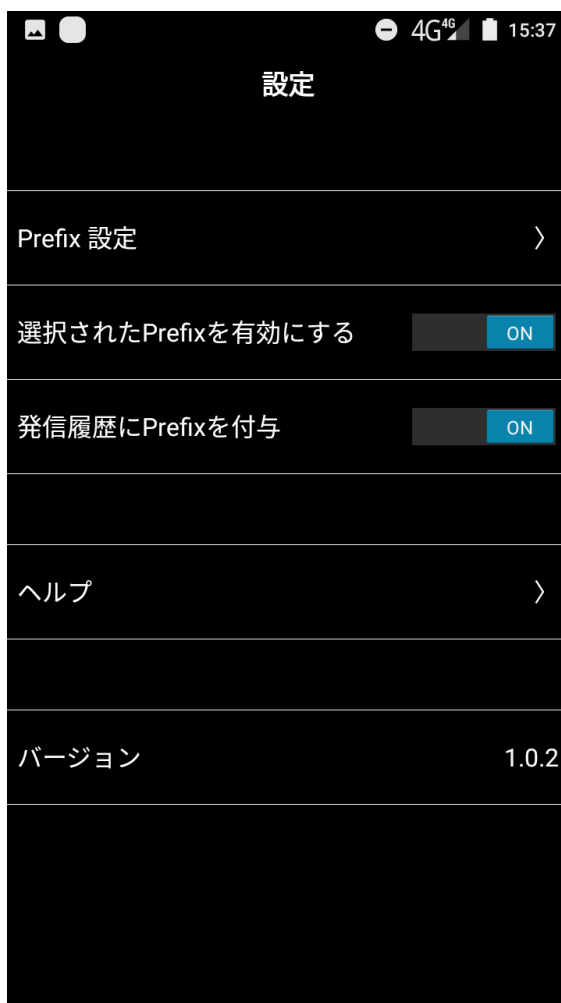 4G 4G 15:37
設定
Prefix 設定
選択されたPrefixを有効にする ON
発信履歴にPrefixを付与 ON
ヘルプ
バージョン 1.0.2